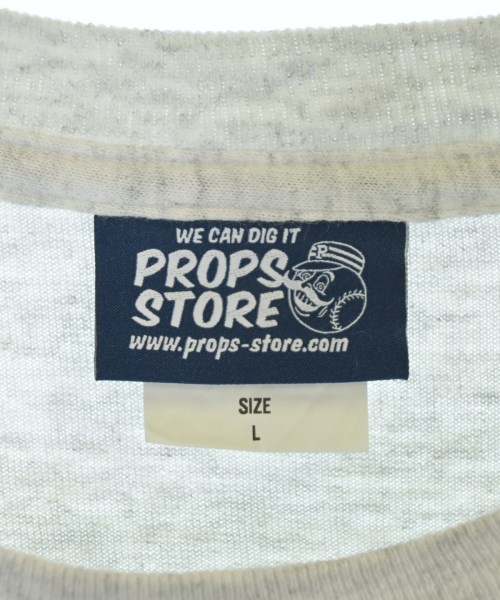 WE CAN DIG IT
PROPS
STORE
P
www.props-store.com
SIZE
L